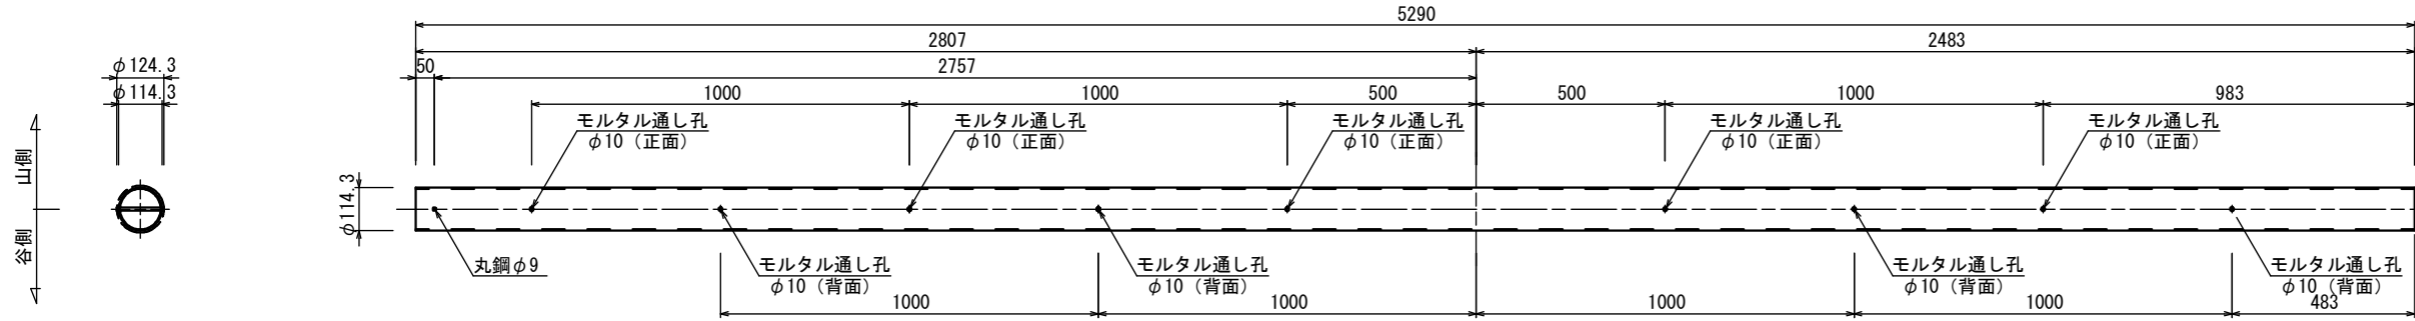 5290
2807
2483
φ124.3
50
2757
φ114.3
1000
1000
500
500
1000
983
モルタル通し孔
φ10（正面）
モルタル通し孔
φ10（正面）
モルタル通し孔
φ10（正面）
モルタル通し孔
φ10（正面）
モルタル通し孔
φ10（正面）
山側
谷側
φ114.3
丸鋼φ9
モルタル通し孔
φ10（背面）
モルタル通し孔
φ10（背面）
モルタル通し孔
φ10（背面）
モルタル通し孔
φ10（背面）
1000
1000
1000
1000
483